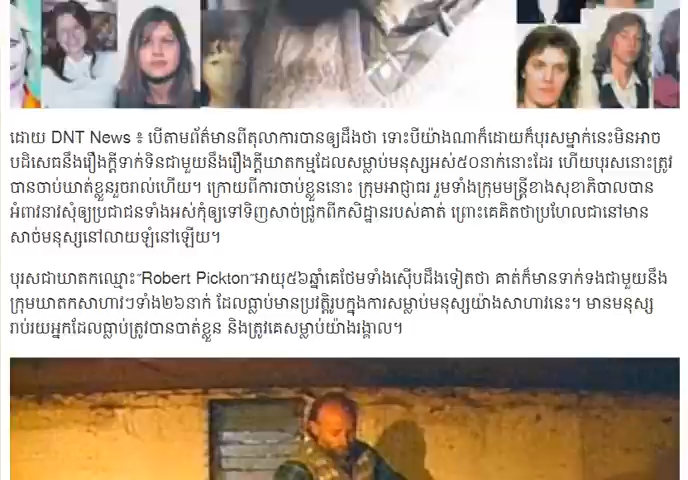 ដោយ DNT News ៖ បើតាមព័ត៌មានពីតុលាការបានឲ្យដឹងថា ទោះបីយ៉ាងណាក៏ដោយក៏បុរសម្នាក់នេះមិនអាច
បដិសេធនឹងរឿងក្ដីទាក់ទិនជាមួយនឹងរឿងក្ដីឃាតកម្មដែលសម្លាប់មនុស្សអស់៥០នាក់នោះដែរ ហើយបុរសនោះត្រូវ
បានចាប់ឃាត់ខ្លួនរួចរាល់ហើយ។ ក្រោយពីការចាប់ខ្លួននោះ ក្រុមអាជ្ញាធរ រួមទាំងក្រុមមន្ត្រីខាងសុខាភិបាលបាន
អំពាវនាវសុំឲ្យប្រជាជនទាំងអស់កុំឲ្យទៅទិញសាច់ជ្រូកពីកសិដ្ឋានរបស់គាត់ ព្រោះគេគិតថាប្រហែលជានៅមាន
សាច់មនុស្សនៅលាយឡំនៅឡើយ។
បុរសជាឃាតកឈ្មោះ"Robert Pickton"អាយុ៥៦ឆ្នាំគេថែមទាំងស៊ើបដឹងទៀតថា គាត់ក៏មានទាក់ទងជាមួយនឹង
ក្រុមឃាតកសាហាវៗទាំង២៦នាក់ ដែលធ្លាប់មានប្រវត្តិរូបក្នុងការសម្លាប់មនុស្សយ៉ាងសាហាវនេះ។ មានមនុស្ស
រាប់រយអ្នកដែលធ្លាប់ត្រូវបានបាត់ខ្លួន និងត្រូវគេសម្លាប់យ៉ាងរង្គាល។